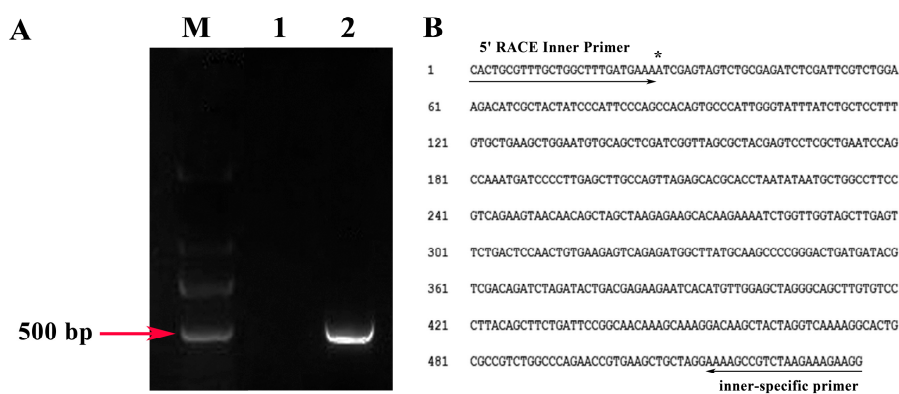 A
M 1 2
500 bp
B
5' RACE Inner Primer
*
1 CACTGCGTTTGCTGGCTTTGATGAAAATCGAGTAGTCTGCGAGATCTCGATTCGTCTGGA
61 AGACATCGCTACTATCCCATTCCCAGCCACAGTGCCCATTGGGTATTTATCTGCTCCTTT
121 GTGCTGAAGCTGGAATGTGCAGCTCGATCGGTTAGCGCTACGAGTCCTCGCTGAATCCAG
181 CCAAATGATCCCCTTGAGCTTGCCAGTTAGAGCACGCACCTAATATAATGCTGGCCTTCC
241 GTCAGAAGTAACAACAGCTAGCTAAGAGAAGCACAAGAAAATCTGGTTGGTAGCTTGAGT
301 TCTGACTCCAACTGTGAAGAGTCAGAGATGGCTTATGCAAGCCCCGGGACTGATGATACG
361 TCGACAGATCTAGATACTGACGAGAAGAATCACATGTTGGAGCTAGGGCAGCTTGTGTCC
421 CTTACAGCTTCTGATTCCGGCAACAAAGCAAAGGACAAGCTACTAGGTCAAAAGGCACTG
481 CGCCGTCTGGCCCAGAACCGTGAAGCTGCTAGGAAAAGCCGTCTAAGAAAGAAGG
inner-specific primer